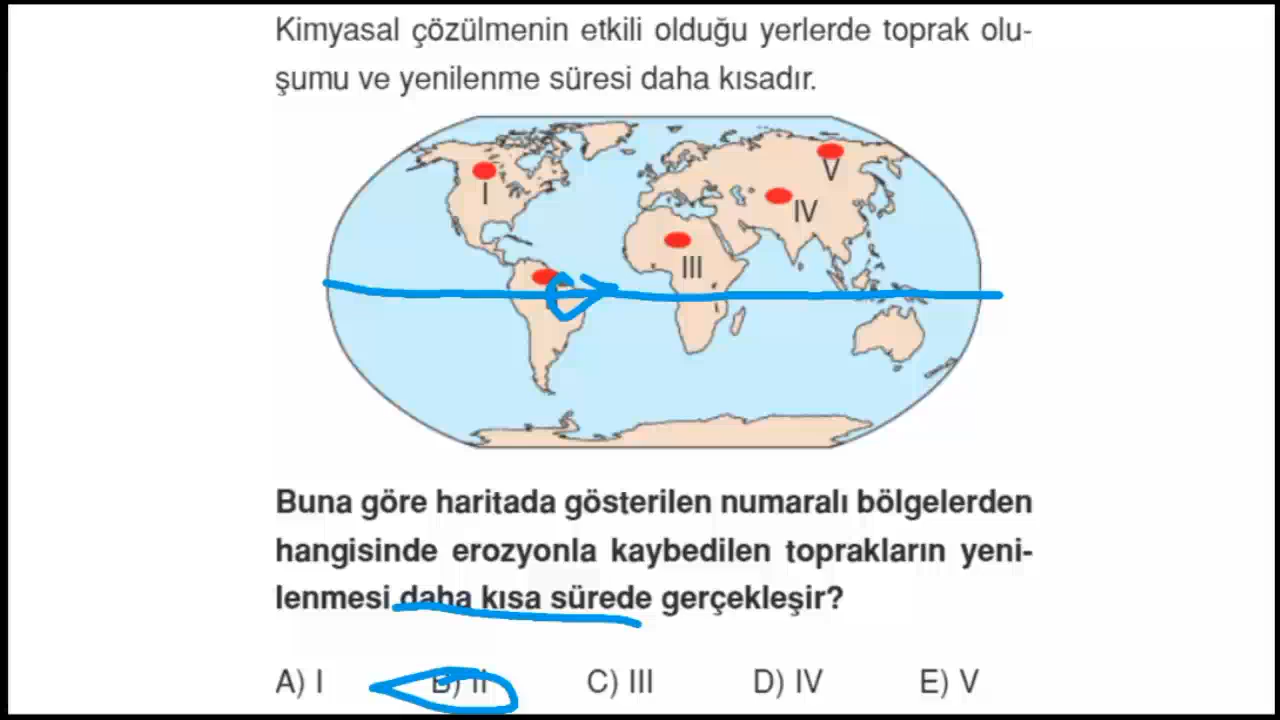 Kimyasal çözülmenin etkili olduğu yerlerde toprak olu-
şumu ve yenilenme süresi daha kısadır.
V
I
IV
III
Buna göre haritada gösterilen numaralı bölgelerden
hangisinde erozyonla kaybedilen toprakların yeni-
lenmesi daha kısa sürede gerçekleşir?
A) I B) II C) III D) IV E) V